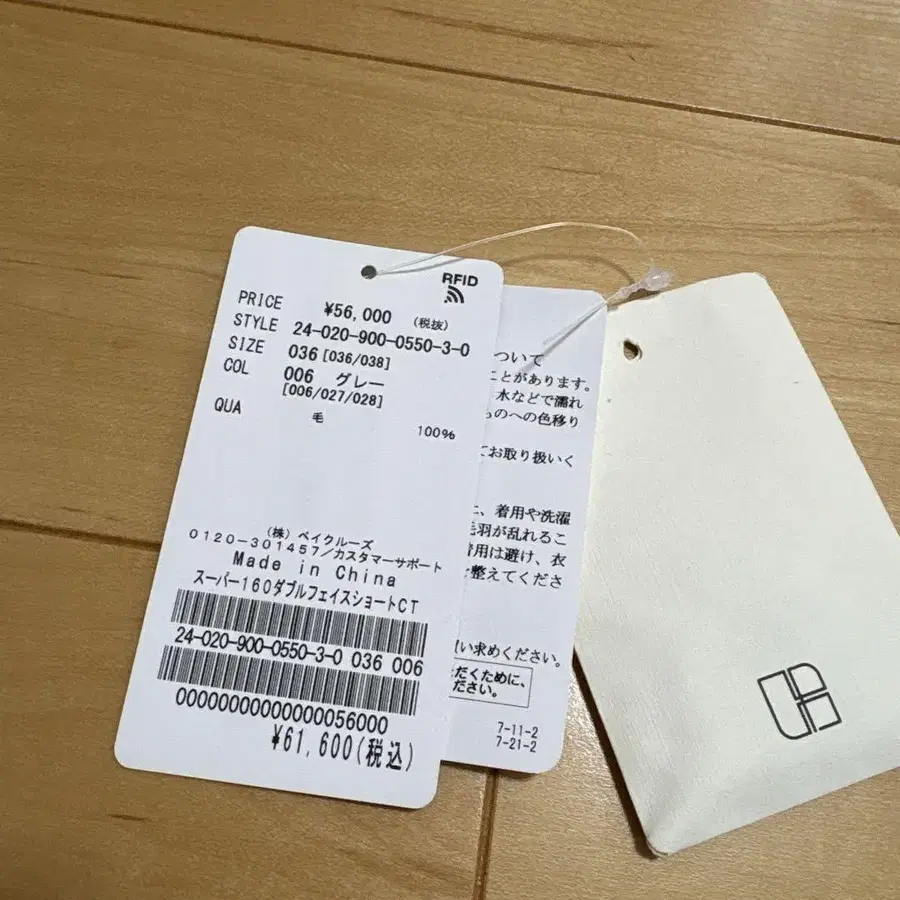 RFID
PRICE ¥56,000 (税抜)
STYLE 24-020-900-0550-3-0
SIZE 036 [036/038]
COL 006 グレー
[006/027/028]
QUA 毛 100%
(株) ベイクルーズ
0120-301457/カスタマーサポート
Made in China
スーパー160ダブルフェイスショートCT
24-020-900-0550-3-0 036 006
0000000000000056000
¥61,600(税込)
ついて
ことがあります。
水などで濡れ
ものへの色移り
てお取り扱いく
に、着用や洗濯
毛羽が乱れるこ
着用は避け、衣
整えてくださ
い求めください。
ただくために、
ださい。
7-11-2
7-21-2